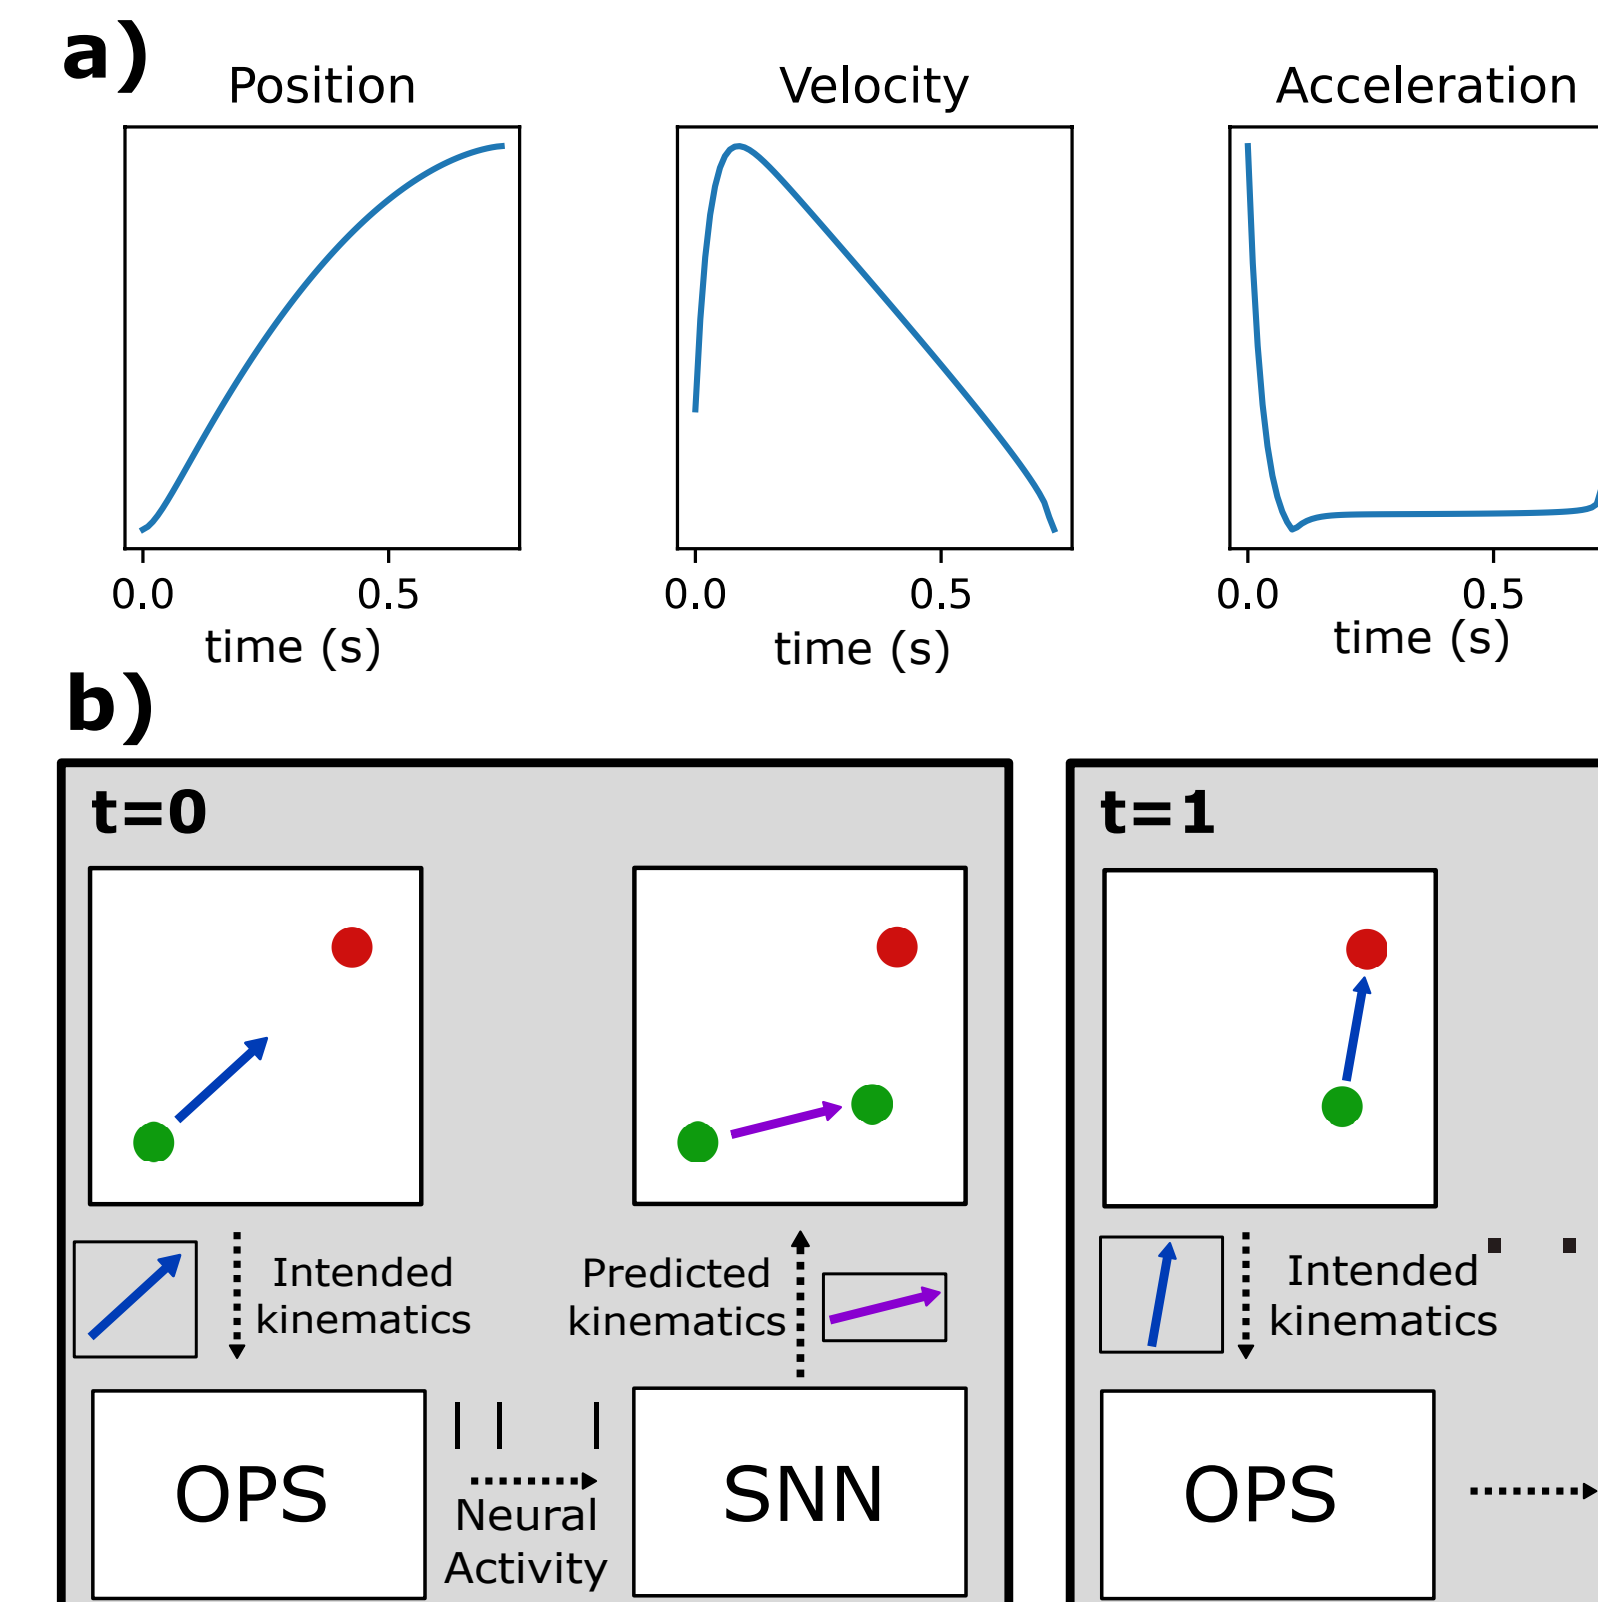 a)
Position
Velocity
Acceleration
0.0
0.5
0.0
0.5
0.0
0.5
time (s)
time (s)
time (s)
b)
t=0
t=1
Intended
kinematics
Predicted
kinematics
Intended
kinematics
OPS
Neural
Activity
SNN
OPS